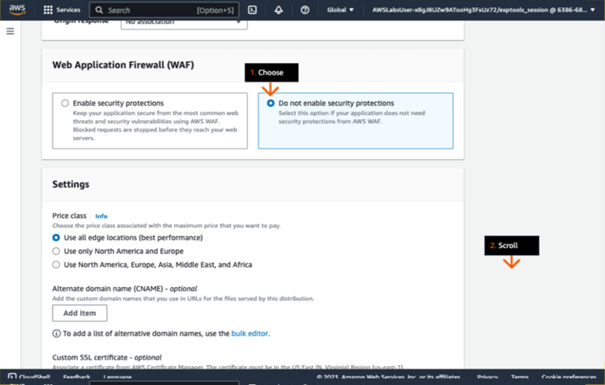 aws
Services
Search
[Option+S]
Global
AWSLabsUser-xBgJ8UZw9ATooHg3FxUz72/exptools_session @ 6386-68...
Origin response
No association
Web Application Firewall (WAF)
1. Choose
Enable security protections
Keep your application secure from the most common web
threats and security vulnerabilities using AWS WAF.
Blocked requests are stopped before they reach your web
servers.
Do not enable security protections
Select this option if your application does not need
security protections from AWS WAF.
Settings
Price class
Info
Choose the price class associated with the maximum price that you want to pay.
Use all edge locations (best performance)
Use only North America and Europe
Use North America, Europe, Asia, Middle East, and Africa
2. Scroll
Alternate domain name (CNAME) - optional
Add the custom domain names that you use in URLs for the files served by this distribution.
Add item
To add a list of alternative domain names, use the bulk editor.
Custom SSL certificate - optional
Associate a certificate from AWS Certificate Manager. The certificate must be in the US East (N. Virginia) Region (us-east-1).
CloudShell
Feedback
Language
© 2023, Amazon Web Services, Inc. or its affiliates.
Privacy
Terms
Cookie preferences